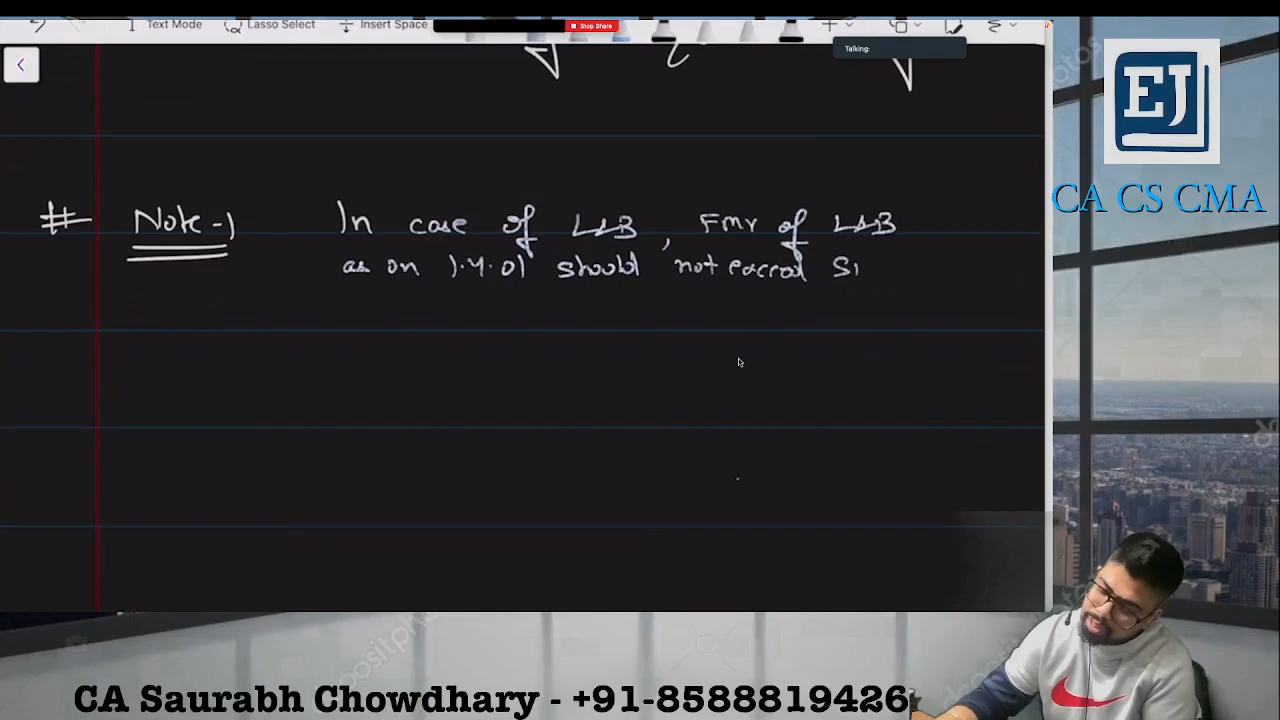 Text Mode
Lasso Select
Insert Space
Stop Share
Talking:
EJ
CA CS CMA
# Note-1
In case of L&B, FMV of L&B
as on 1.4.01 should not exceed
CA Saurabh Chowdhary - +91-8588819426